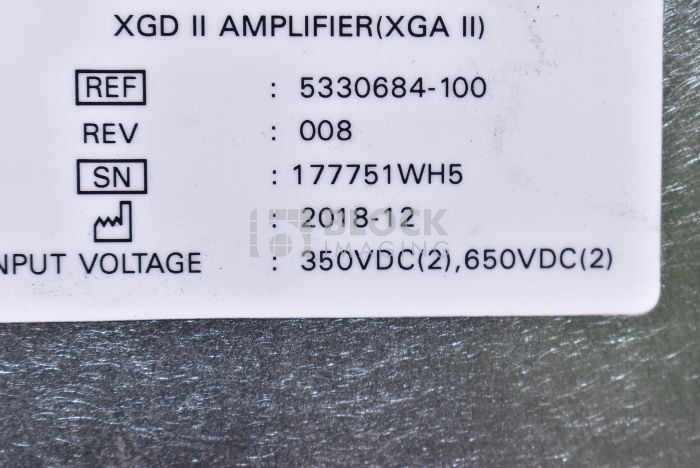 XGD II AMPLIFIER(XGA II)
REF : 5330684-100
REV : 008
SN : 177751WH5
: 2018-12
BLOCK
IMAGING
NPUT VOLTAGE : 350VDC(2),650VDC(2)